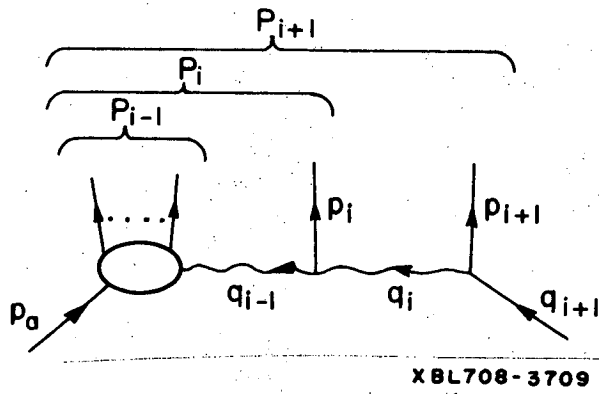 P_{i+1}
P_i
P_{i-1}
p_i
p_{i+1}
p_a
q_{i-1}
q_i
q_{i+1}
XBL708-3709